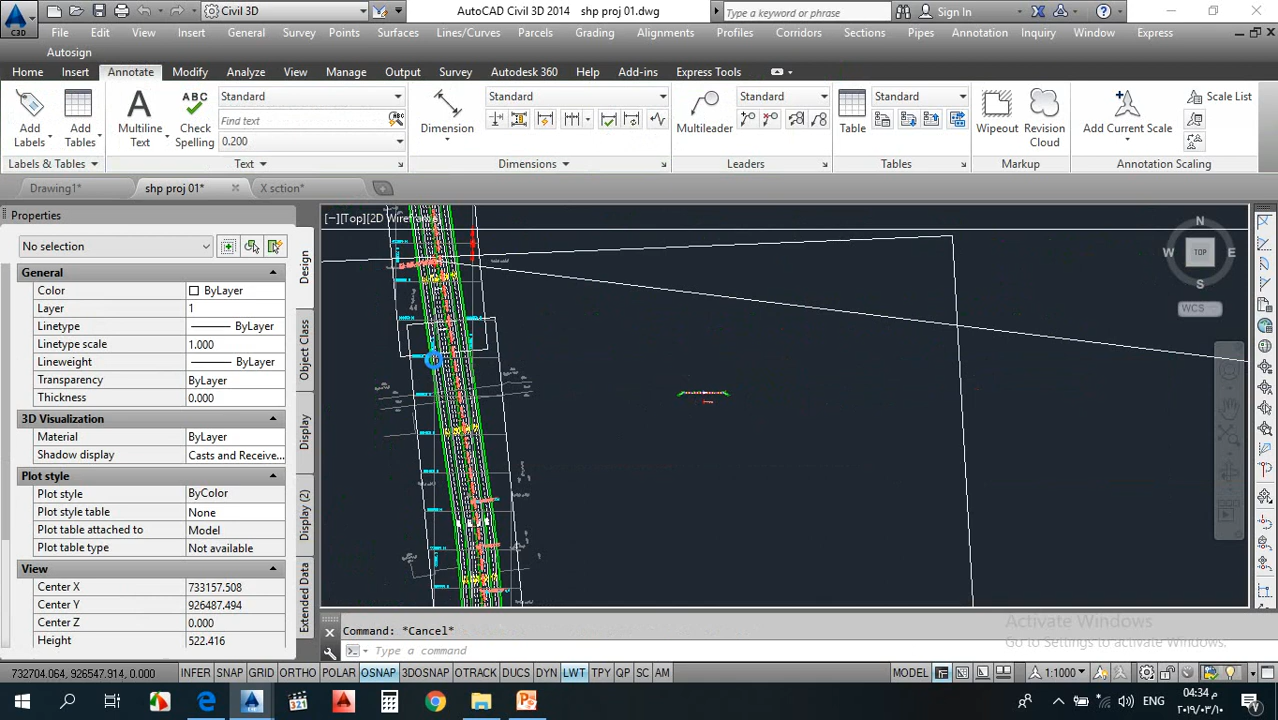 Civil 3D
AutoCAD Civil 3D 2014 shp proj 01.dwg
Type a keyword or phrase
Sign In
C3D
File Edit View Insert General Survey Points Surfaces Lines/Curves Parcels Grading Alignments Profiles Corridors Sections Pipes Annotation Inquiry Window Express
Autosign
Home Insert Annotate Modify Analyze View Manage Output Survey Autodesk 360 Help Add-ins Express Tools
Add Labels
Add Tables
Labels & Tables
Multiline Text
ABC
Check Spelling
Standard
Find text
0.200
Text
Dimension
Standard
Dimensions
Multileader
Standard
Leaders
Table
Standard
Tables
Wipeout
Revision Cloud
Markup
Add Current Scale
Scale List
Annotation Scaling
Drawing1*
shp proj 01*
X sction*
Properties
No selection
General
Color ByLayer
Layer 1
Linetype ByLayer
Linetype scale 1.000
Lineweight ByLayer
Transparency ByLayer
Thickness 0.000
3D Visualization
Material ByLayer
Shadow display Casts and Receive...
Plot style
Plot style ByColor
Plot style table None
Plot table attached to Model
Plot table type Not available
View
Center X 733157.508
Center Y 926487.494
Center Z 0.000
Height 522.416
Design
Object Class
Display
Display (2)
Extended Data
[−][Top][2D Wireframe]
N
W TOP E
S
WCS
Activate Windows
Go to Settings to activate Windows.
Command: *Cancel*
Type a command
732704.064, 926547.914, 0.000 INFER SNAP GRID ORTHO POLAR OSNAP 3DOSNAP OTRACK DUCS DYN LWT TPY QP SC AM MODEL 1:1000
321
ENG
04:34 م
٢٠١٩/٠٣/١٠